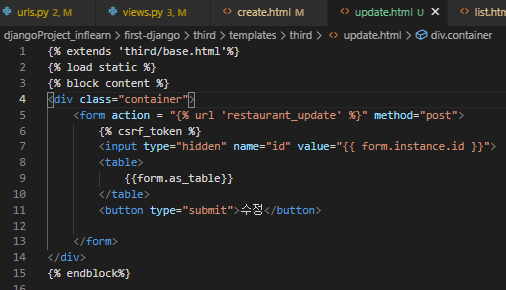 urls.py 2, M views.py 3, M create.html M update.html U list.htm
djangoProject_inflearn > first-django > third > templates > third > update.html > div.container
1 {% extends 'third/base.html'%}
2 {% load static %}
3 {% block content %}
4 <div class="container">
5 <form action = "{% url 'restaurant_update' %}" method="post">
6 {% csrf_token %}
7 <input type="hidden" name="id" value="{{ form.instance.id }}">
8 <table>
9 {{form.as_table}}
10 </table>
11 <button type="submit">수정</button>
12
13 </form>
14 </div>
15 {% endblock%}
16